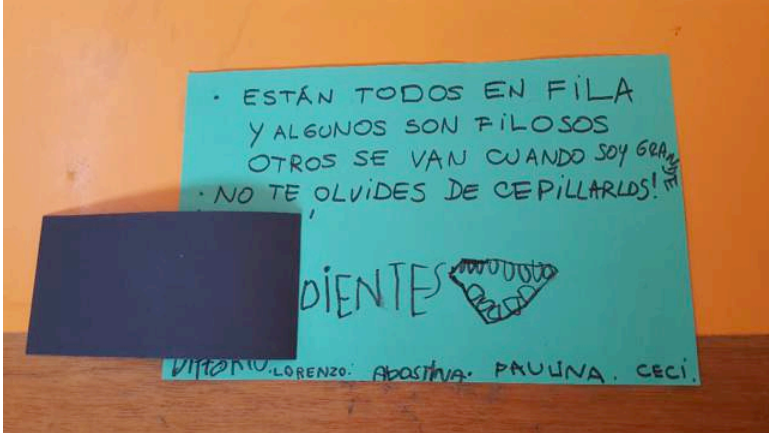 · ESTÁN TODOS EN FILA
Y ALGUNOS SON FILOSOS
OTROS SE VAN CUANDO SOY GRANDE
· NO TE OLVIDES DE CEPILLARLOS!
DIENTES
LORENZO. PAULINA. CECI.